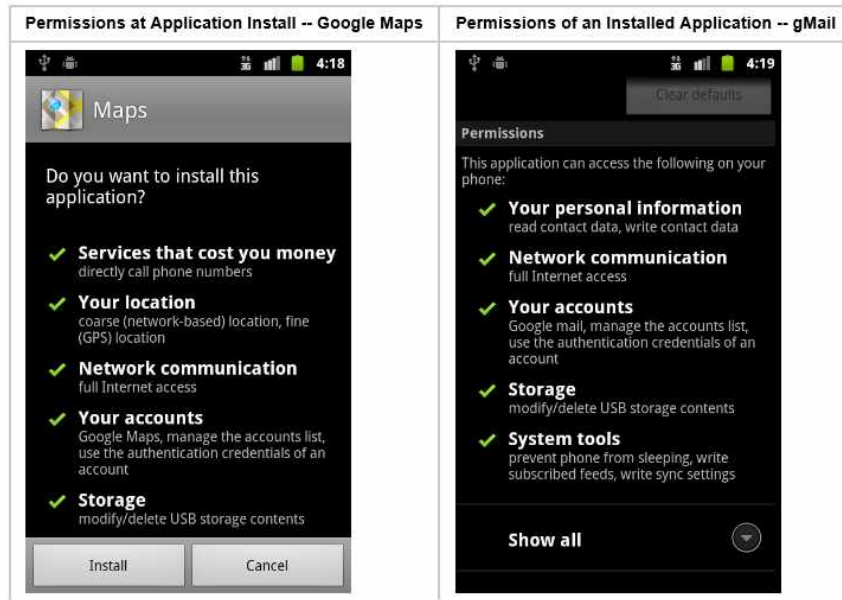 Permissions at Application Install -- Google Maps
Permissions of an Installed Application -- gMail
3G
4:18
Maps
Do you want to install this
application?
Services that cost you money
directly call phone numbers
Your location
coarse (network-based) location, fine
(GPS) location
Network communication
full Internet access
Your accounts
Google Maps, manage the accounts list,
use the authentication credentials of an
account
Storage
modify/delete USB storage contents
Install
Cancel
3G
4:19
Clear defaults
Permissions
This application can access the following on your
phone:
Your personal information
read contact data, write contact data
Network communication
full Internet access
Your accounts
Google mail, manage the accounts list,
use the authentication credentials of an
account
Storage
modify/delete USB storage contents
System tools
prevent phone from sleeping, write
subscribed feeds, write sync settings
Show all